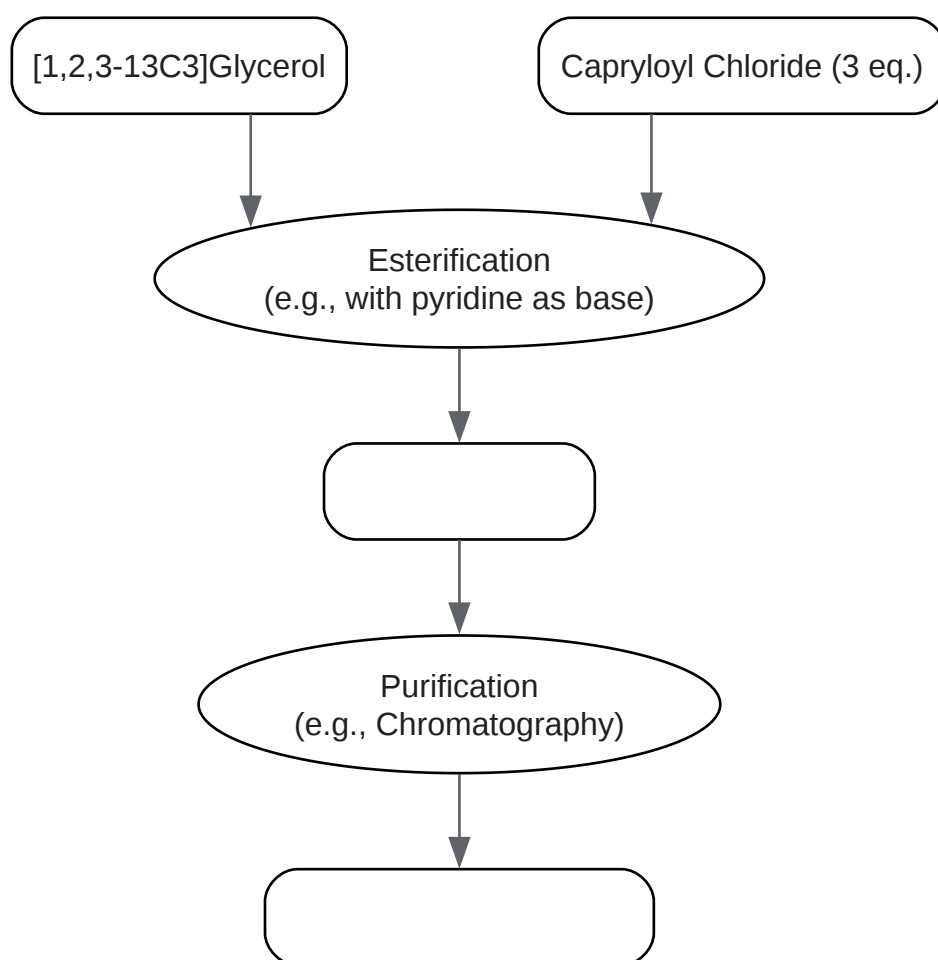 [1,2,3-13C3]Glycerol
Capryloyl Chloride (3 eq.)
Esterification
(e.g., with pyridine as base)
Purification
(e.g., Chromatography)